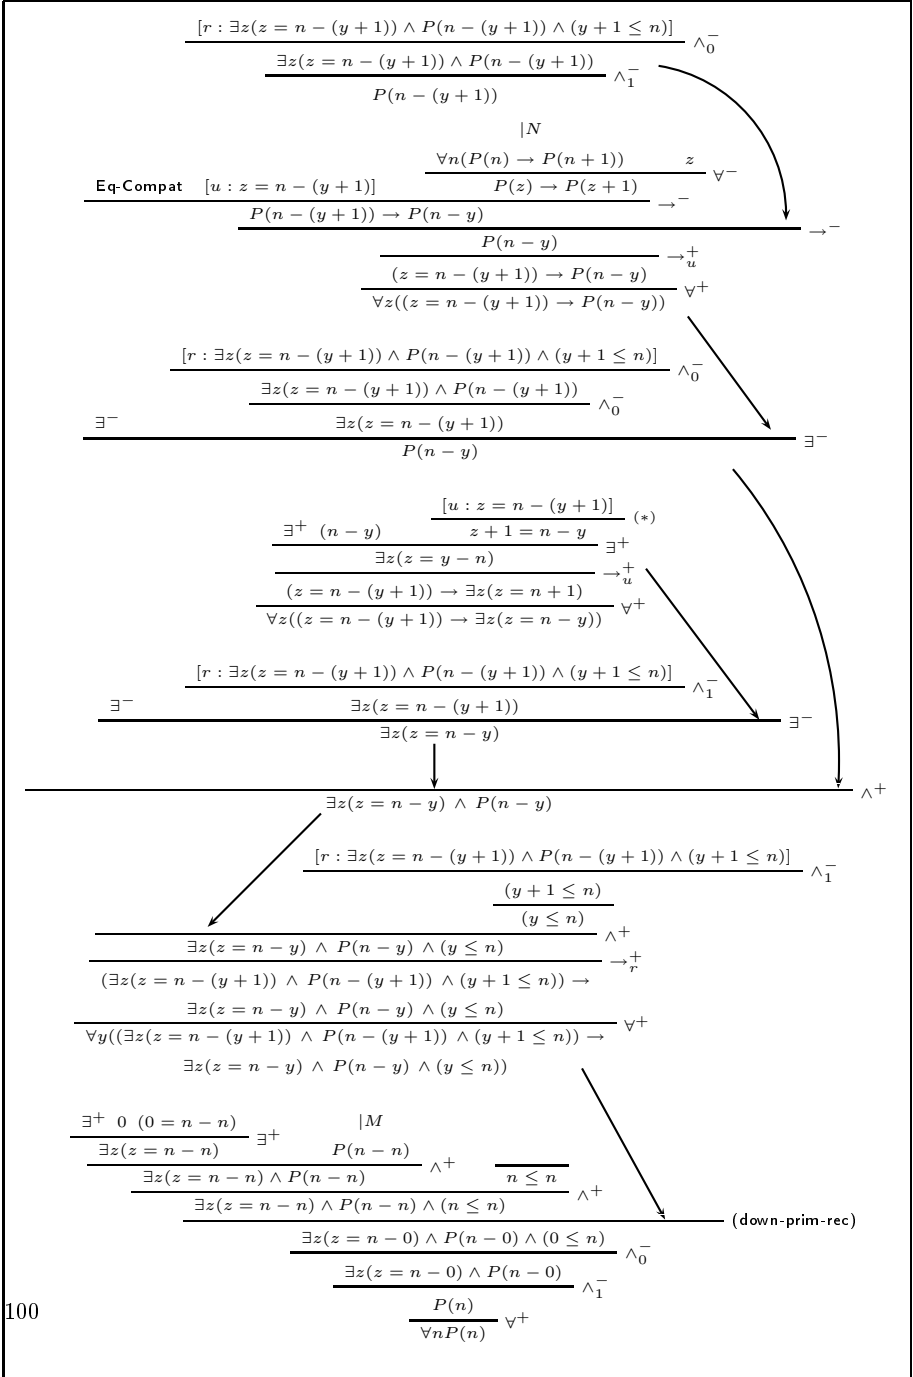 [r : ∃z(z = n − (y + 1)) ∧ P(n − (y + 1)) ∧ (y + 1 ≤ n)] ∧₀⁻
∃z(z = n − (y + 1)) ∧ P(n − (y + 1)) ∧₁⁻
P(n − (y + 1))
|N
∀n(P(n) → P(n + 1)) z ∀⁻
Eq-Compat [u : z = n − (y + 1)] P(z) → P(z + 1) →⁻
P(n − (y + 1)) → P(n − y) →⁻
P(n − y) →ᵤ⁺
(z = n − (y + 1)) → P(n − y) ∀⁺
∀z((z = n − (y + 1)) → P(n − y))
[r : ∃z(z = n − (y + 1)) ∧ P(n − (y + 1)) ∧ (y + 1 ≤ n)] ∧₀⁻
∃z(z = n − (y + 1)) ∧ P(n − (y + 1)) ∧₀⁻
∃⁻ ∃z(z = n − (y + 1)) ∃⁻
P(n − y)
[u : z = n − (y + 1)] (∗)
∃⁺ (n − y) z + 1 = n − y ∃⁺
∃z(z = y − n) →ᵤ⁺
(z = n − (y + 1)) → ∃z(z = n + 1) ∀⁺
∀z((z = n − (y + 1)) → ∃z(z = n − y))
[r : ∃z(z = n − (y + 1)) ∧ P(n − (y + 1)) ∧ (y + 1 ≤ n)] ∧₁⁻
∃⁻ ∃z(z = n − (y + 1)) ∃⁻
∃z(z = n − y)
∧⁺
∃z(z = n − y) ∧ P(n − y)
[r : ∃z(z = n − (y + 1)) ∧ P(n − (y + 1)) ∧ (y + 1 ≤ n)] ∧₁⁻
(y + 1 ≤ n)
(y ≤ n) ∧⁺
∃z(z = n − y) ∧ P(n − y) ∧ (y ≤ n) →ᵣ⁺
(∃z(z = n − (y + 1)) ∧ P(n − (y + 1)) ∧ (y + 1 ≤ n)) →
∃z(z = n − y) ∧ P(n − y) ∧ (y ≤ n) ∀⁺
∀y((∃z(z = n − (y + 1)) ∧ P(n − (y + 1)) ∧ (y + 1 ≤ n)) →
∃z(z = n − y) ∧ P(n − y) ∧ (y ≤ n))
∃⁺ 0 (0 = n − n) ∃⁺ |M
∃z(z = n − n) P(n − n) ∧⁺
∃z(z = n − n) ∧ P(n − n) n ≤ n ∧⁺
∃z(z = n − n) ∧ P(n − n) ∧ (n ≤ n) (down-prim-rec)
∃z(z = n − 0) ∧ P(n − 0) ∧ (0 ≤ n) ∧₀⁻
∃z(z = n − 0) ∧ P(n − 0) ∧₁⁻
P(n) ∀⁺
∀nP(n)
100